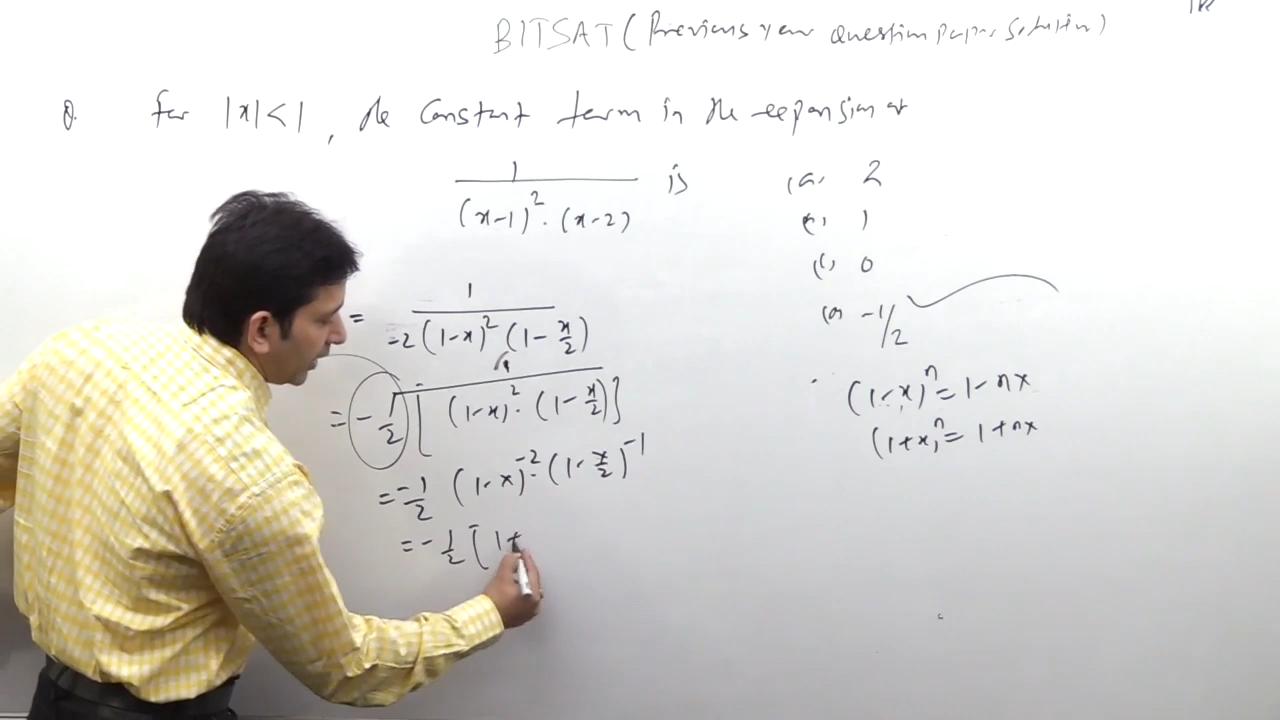 BITSAT (Previous year question paper solution)
Q. For |x|<1, the constant term in the expansion of
1/((x-1)²·(x-2)) is
(a) 2
1
0
-1/2
= 1/(-2(1-x)²(1-x/2))
= -1/2 [1/((1-x)²·(1-x/2))]
= -1/2 (1-x)⁻²·(1-x/2)⁻¹
= -1/2 [1+
(1-x)ⁿ = 1-nx
(1+x)ⁿ = 1+nx